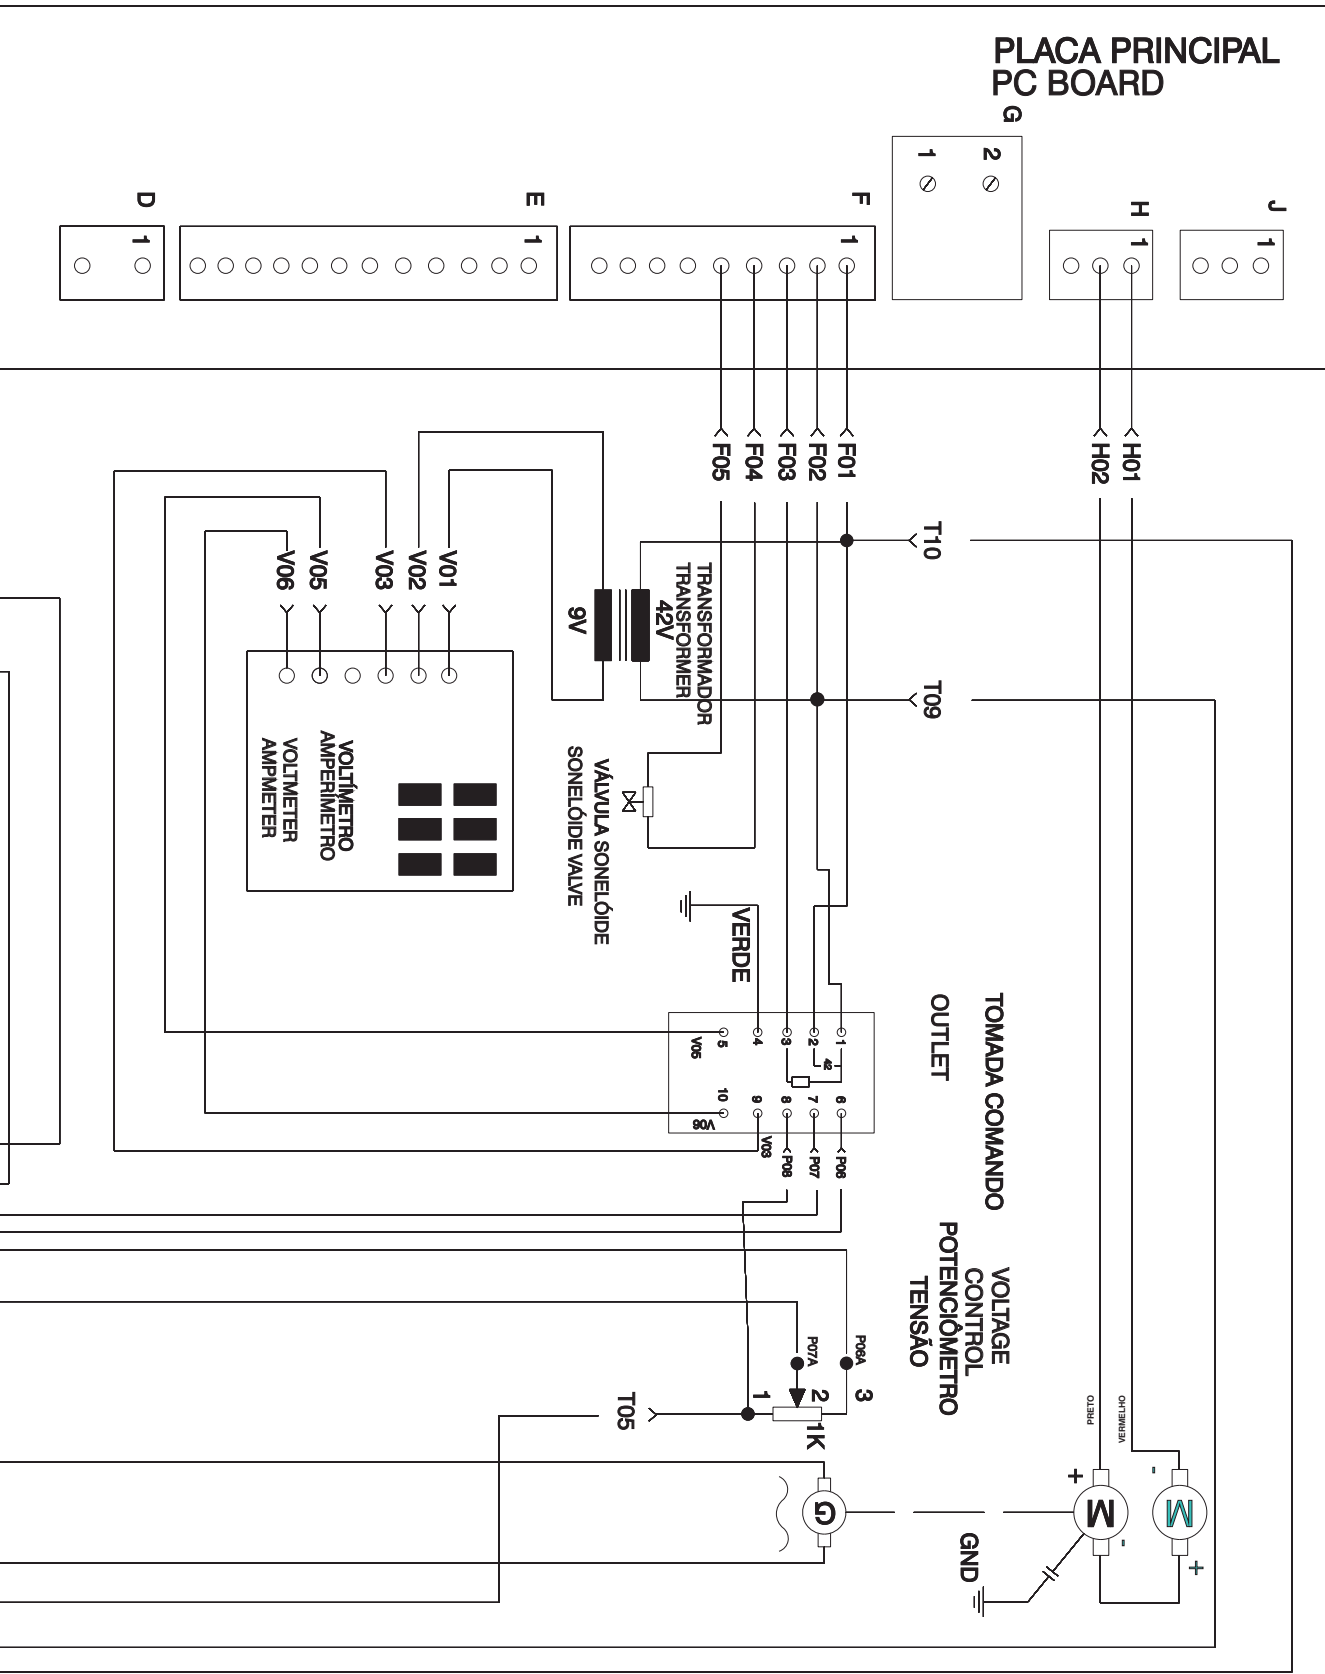 PLACA PRINCIPAL
PC BOARD
G
1
2
D
1
E
1
F
1
H
1
J
1
F05
F04
F03
F02
F01
H02
H01
T10
T09
V06
V05
V03
V02
V01
9V
42V
TRANSFORMADOR
TRANSFORMER
VOLTÍMETRO
AMPERÍMETRO
VOLTMETER
AMPMETER
VÁLVULA SONELÓIDE
SONELÓIDE VALVE
VERDE
TOMADA COMANDO
OUTLET
5
4
3
2
1
V05
42
10
9
8
7
6
V06
V03
P08
P07
P06
VOLTAGE
CONTROL
POTENCIÔMETRO
TENSÃO
P07A
P06A
1
2
3
1K
T05
PRETO
VERMELHO
G
+
-
M
-
-
M
+
GND